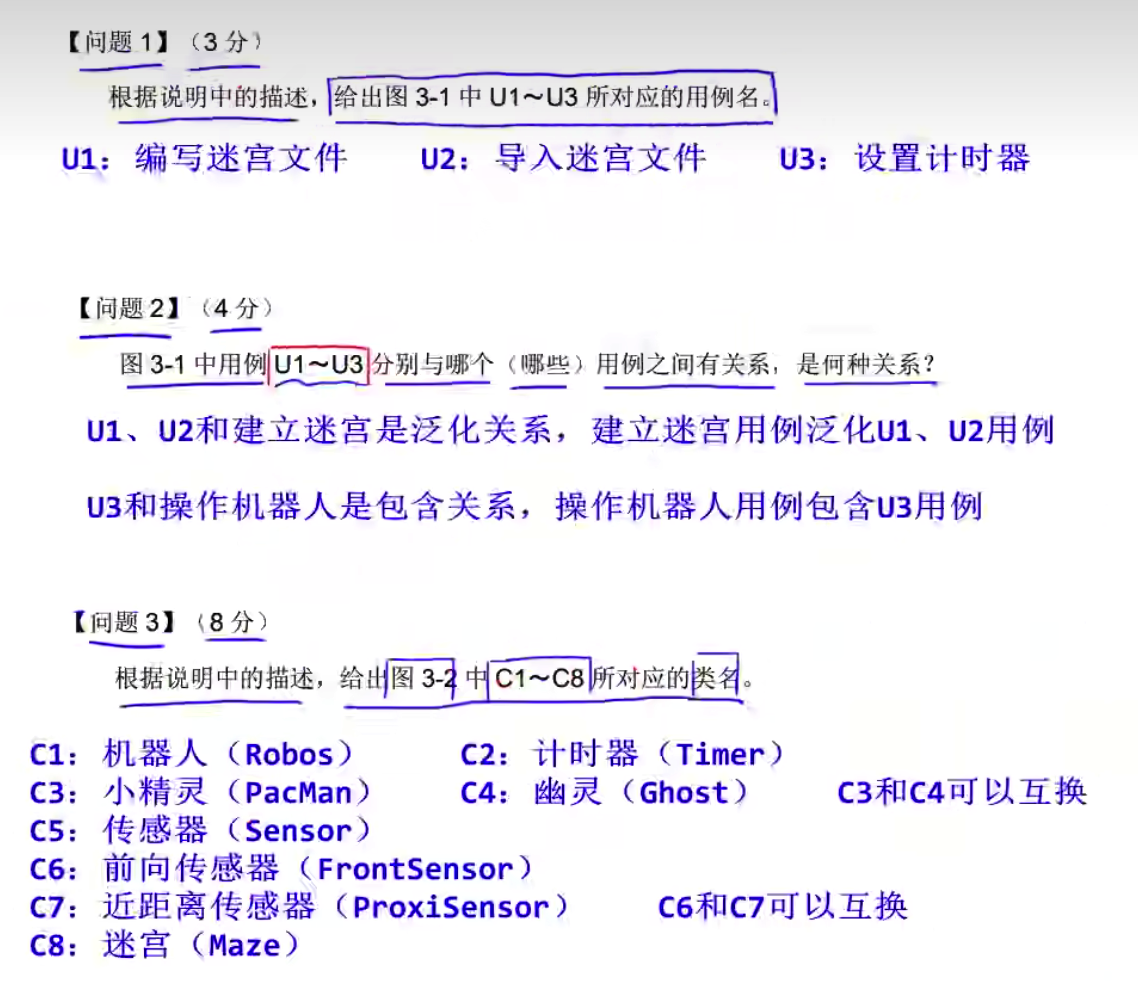 【问题 1】（3 分）
根据说明中的描述，给出图 3-1 中 U1～U3 所对应的用例名。
U1：编写迷宫文件 U2：导入迷宫文件 U3：设置计时器
【问题 2】（4 分）
图 3-1 中用例 U1～U3 分别与哪个（哪些）用例之间有关系，是何种关系？
U1、U2和建立迷宫是泛化关系，建立迷宫用例泛化U1、U2用例
U3和操作机器人是包含关系，操作机器人用例包含U3用例
【问题 3】（8 分）
根据说明中的描述，给出图 3-2 中 C1～C8 所对应的类名。
C1：机器人（Robos） C2：计时器（Timer）
C3：小精灵（PacMan） C4：幽灵（Ghost） C3和C4可以互换
C5：传感器（Sensor）
C6：前向传感器（FrontSensor）
C7：近距离传感器（ProxiSensor） C6和C7可以互换
C8：迷宫（Maze）